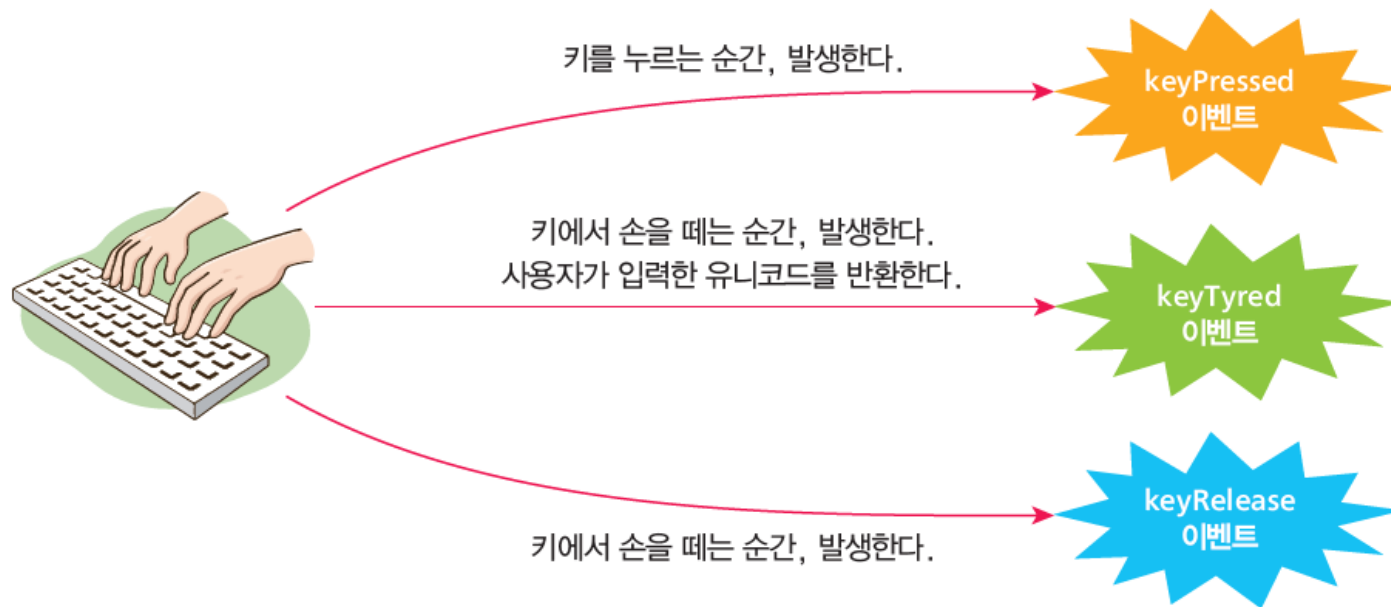 키를 누르는 순간, 발생한다.
keyPressed
이벤트
키에서 손을 떼는 순간, 발생한다.
사용자가 입력한 유니코드를 반환한다.
keyTyred
이벤트
키에서 손을 떼는 순간, 발생한다.
keyRelease
이벤트